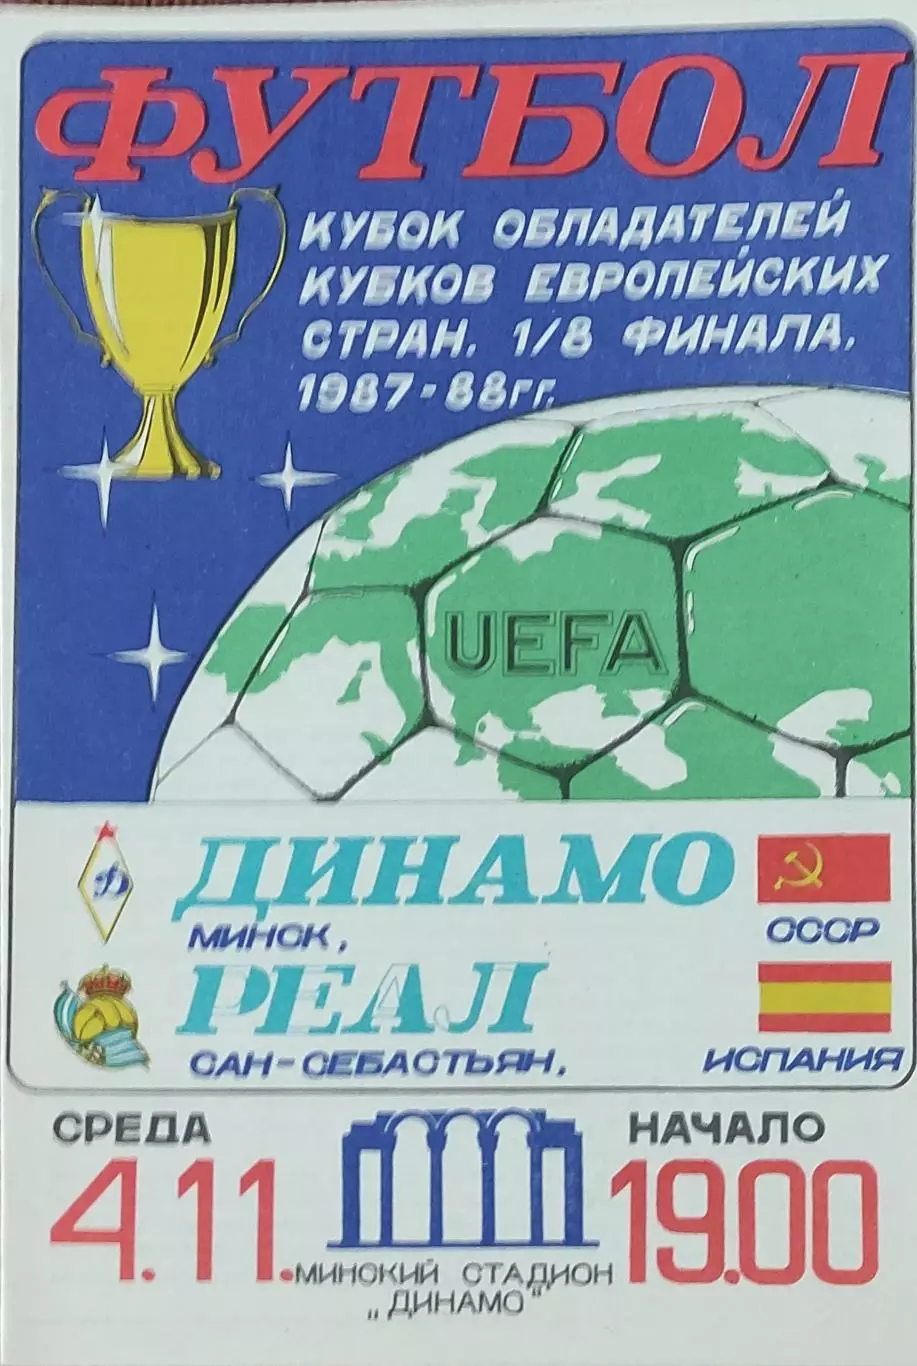 ФУТБОЛ
КУБОК ОБЛАДАТЕЛЕЙ
КУБКОВ ЕВРОПЕЙСКИХ
СТРАН. 1/8 ФИНАЛА.
1987-88гг.
UEFA
Д
ДИНАМО
МИНСК,
СССР
РЕАЛ
САН-СЕБАСТЬЯН,
ИСПАНИЯ
СРЕДА
НАЧАЛО
4.11.
19.00
МИНСКИЙ СТАДИОН
„ДИНАМО"